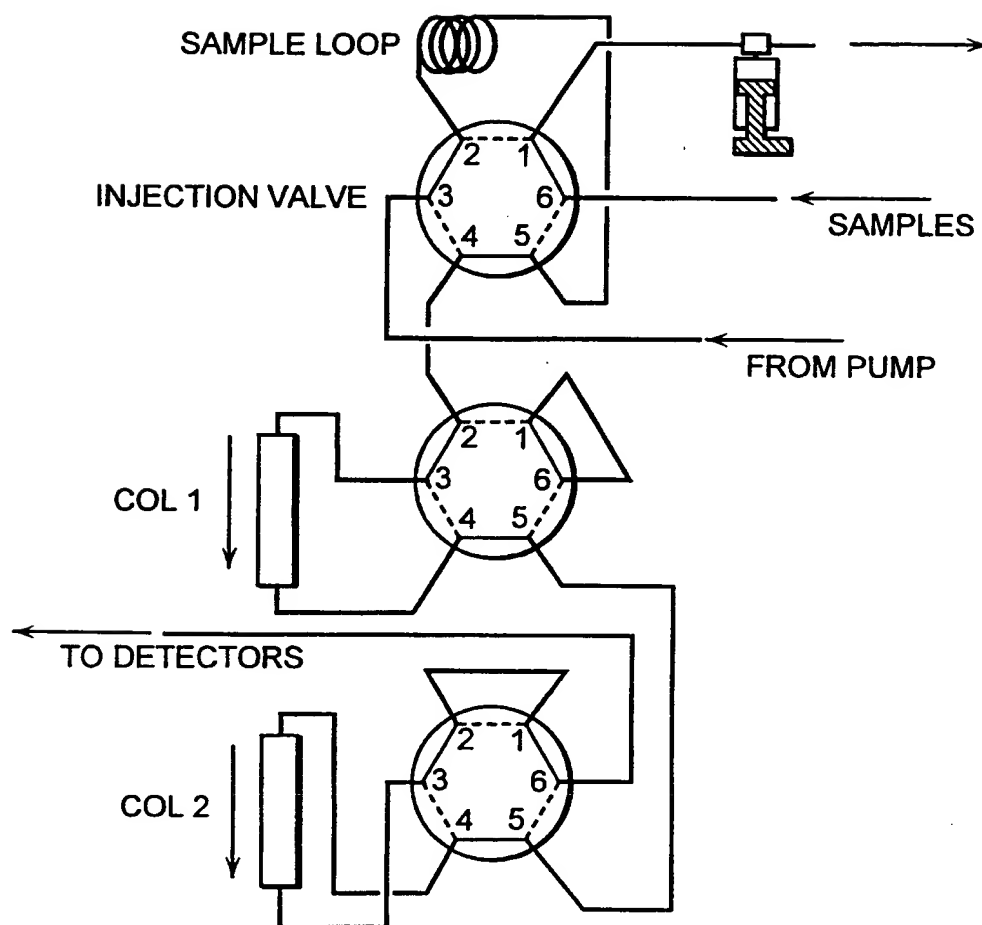 SAMPLE LOOP
2 1
INJECTION VALVE
3 6
4 5
SAMPLES
FROM PUMP
2 1
3 6
4 5
COL 1
TO DETECTORS
2 1
3 6
4 5
COL 2